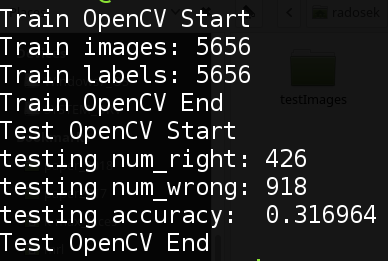 Train OpenCV Start
Train images: 5656
Train labels: 5656
Train OpenCV End
Test OpenCV Start
testing num_right: 426
testing num_wrong: 918
testing accuracy:  0.316964
Test OpenCV End
radosek
testImages